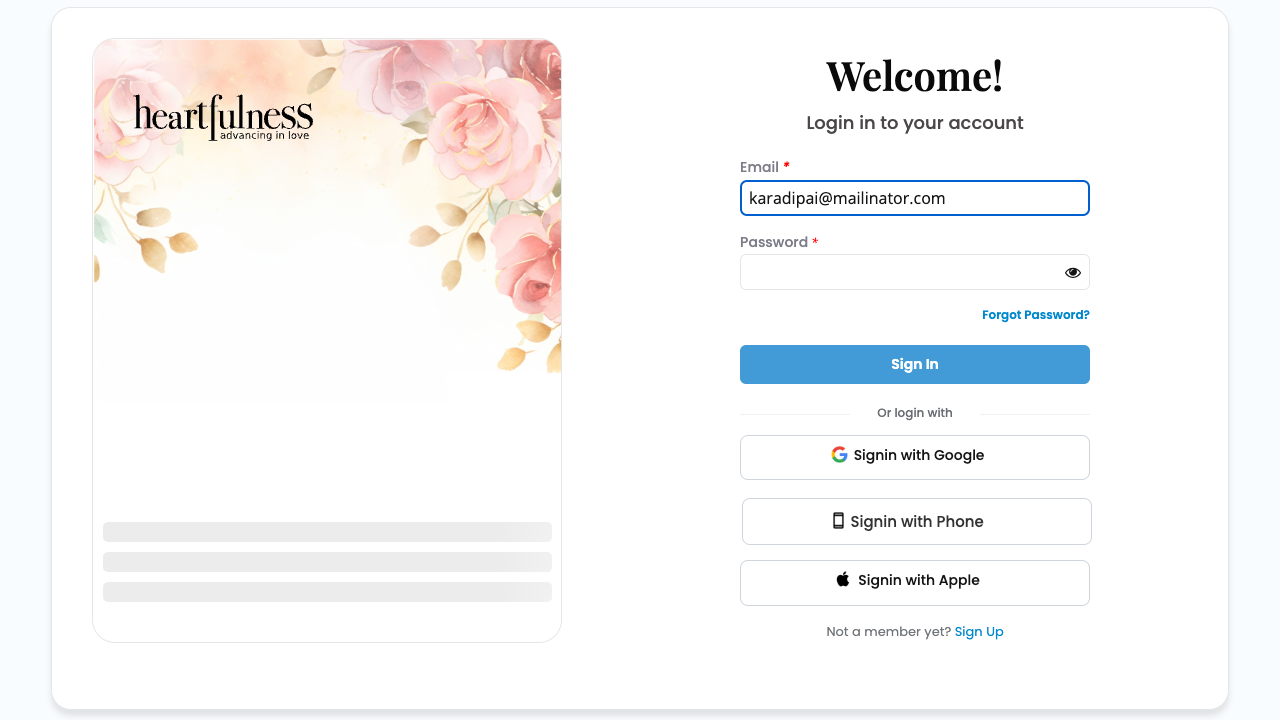 heartfulness
advancing in love
Welcome!
Login in to your account
Email *
karadipai@mailinator.com
Password *
Forgot Password?
Sign In
Or login with
Signin with Google
Signin with Phone
Signin with Apple
Not a member yet? Sign Up